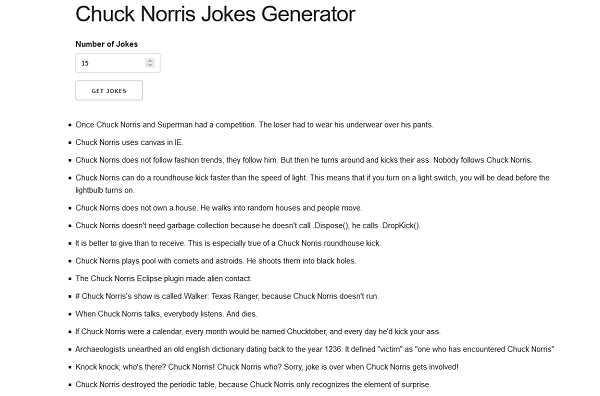 Chuck Norris Jokes Generator
Number of Jokes
15
GET JOKES
Once Chuck Norris and Superman had a competition. The loser had to wear his underwear over his pants.
Chuck Norris uses canvas in IE.
Chuck Norris does not follow fashion trends, they follow him. But then he turns around and kicks their ass. Nobody follows Chuck Norris.
Chuck Norris can do a roundhouse kick faster than the speed of light. This means that if you turn on a light switch, you will be dead before the
lightbulb turns on.
Chuck Norris does not own a house. He walks into random houses and people move.
Chuck Norris doesn't need garbage collection because he doesn't call .Dispose(), he calls .DropKick().
It is better to give than to receive. This is especially true of a Chuck Norris roundhouse kick.
Chuck Norris plays pool with comets and astroids. He shoots them into black holes.
The Chuck Norris Eclipse plugin made alien contact.
# Chuck Norris's show is called Walker: Texas Ranger, because Chuck Norris doesn't run.
When Chuck Norris talks, everybody listens. And dies.
If Chuck Norris were a calendar, every month would be named Chucktober, and every day he'd kick your ass.
Archaeologists unearthed an old english dictionary dating back to the year 1236. It defined "victim" as "one who has encountered Chuck Norris"
Knock knock, who's there? Chuck Norris! Chuck Norris who? Sorry, joke is over when Chuck Norris gets involved!
Chuck Norris destroyed the periodic table, because Chuck Norris only recognizes the element of surprise.